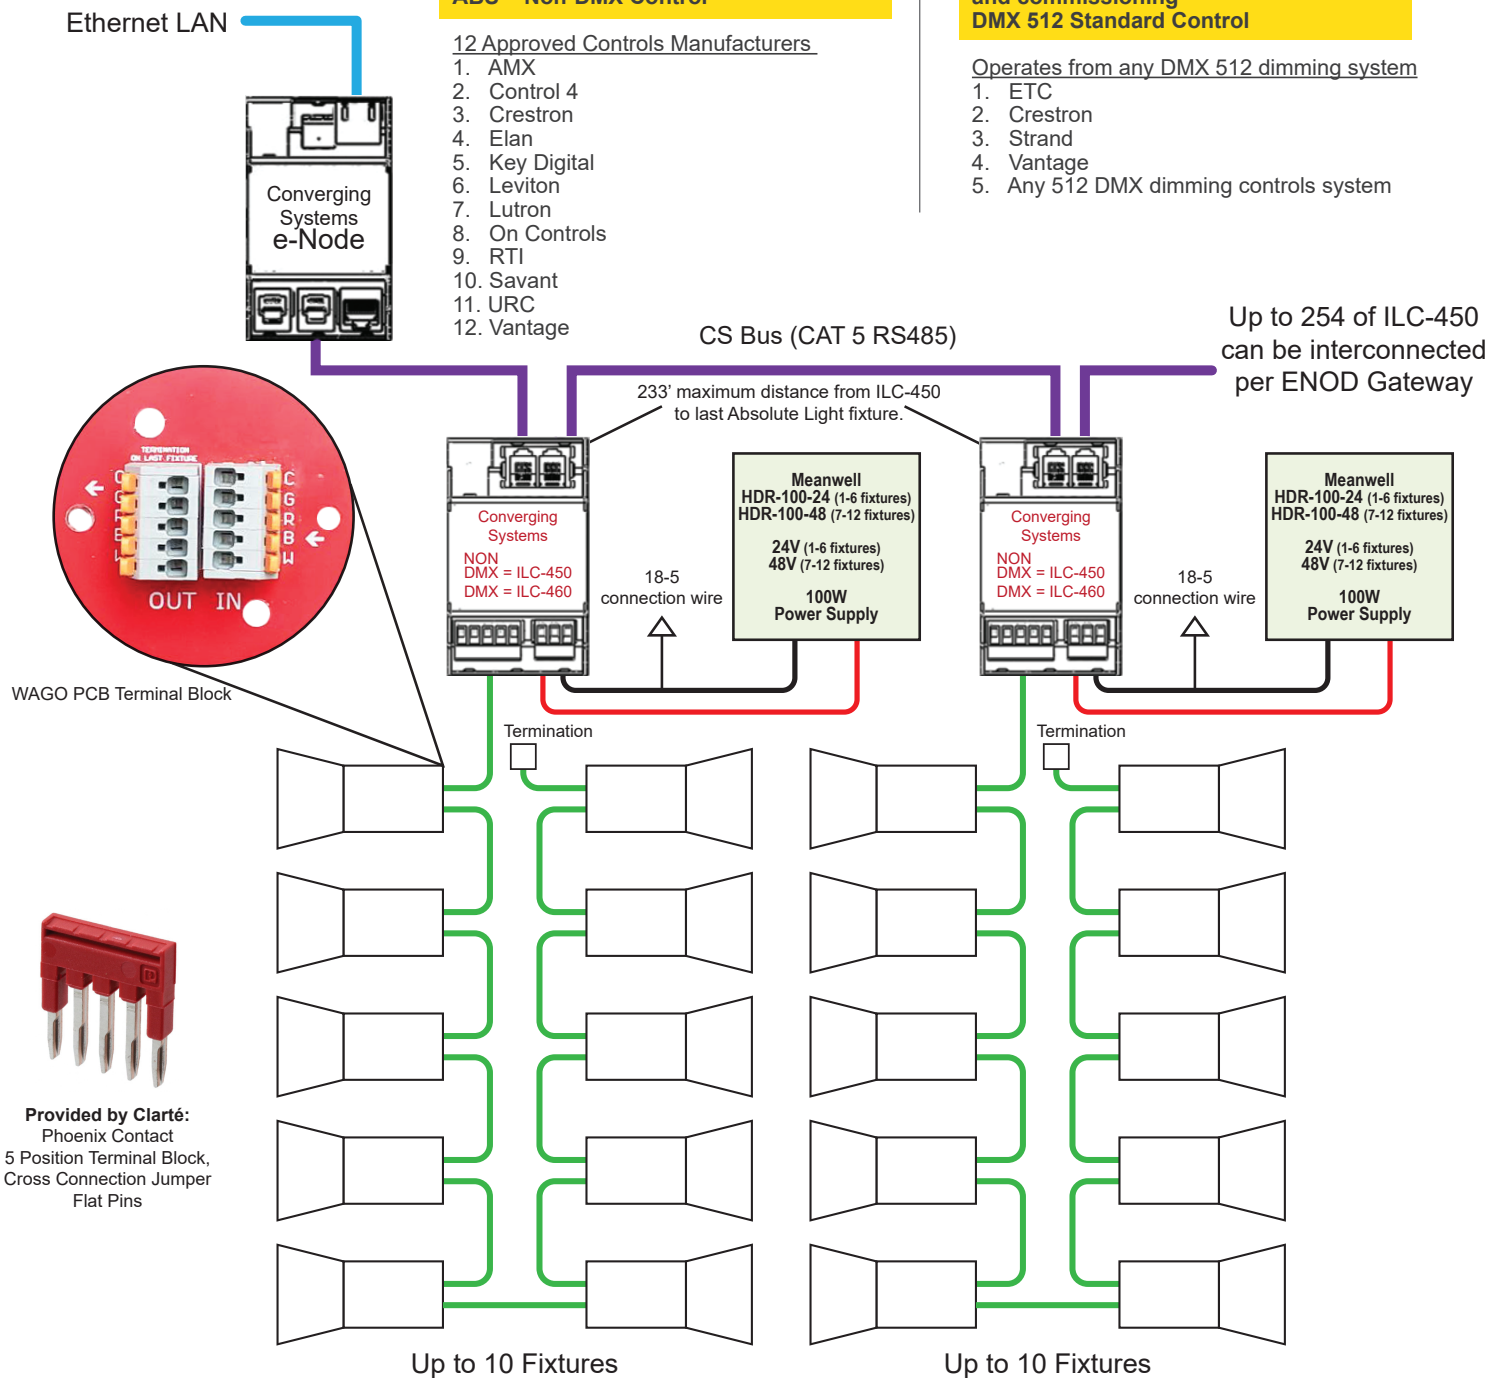 Ethernet LAN
DMX 512 Standard Control
12 Approved Controls Manufacturers
1. AMX
2. Control 4
3. Crestron
4. Elan
5. Key Digital
6. Leviton
7. Lutron
8. On Controls
9. RTI
10. Savant
11. URC
12. Vantage
Operates from any DMX 512 dimming system
1. ETC
2. Crestron
3. Strand
4. Vantage
5. Any 512 DMX dimming controls system
Converging
Systems
e-Node
CS Bus (CAT 5 RS485)
Up to 254 of ILC-450
can be interconnected
per ENOD Gateway
233' maximum distance from ILC-450
to last Absolute Light fixture.
TERMINATION
ON LAST FIXTURE
C
G
R
B
W
OUT IN
WAGO PCB Terminal Block
Converging
Systems
NON
DMX = ILC-450
DMX = ILC-460
18-5
connection wire
Meanwell
HDR-100-24 (1-6 fixtures)
HDR-100-48 (7-12 fixtures)
24V (1-6 fixtures)
48V (7-12 fixtures)
100W
Power Supply
Converging
Systems
NON
DMX = ILC-450
DMX = ILC-460
18-5
connection wire
Meanwell
HDR-100-24 (1-6 fixtures)
HDR-100-48 (7-12 fixtures)
24V (1-6 fixtures)
48V (7-12 fixtures)
100W
Power Supply
Termination
Termination
Provided by Clarté:
Phoenix Contact
5 Position Terminal Block,
Cross Connection Jumper
Flat Pins
Up to 10 Fixtures
Up to 10 Fixtures